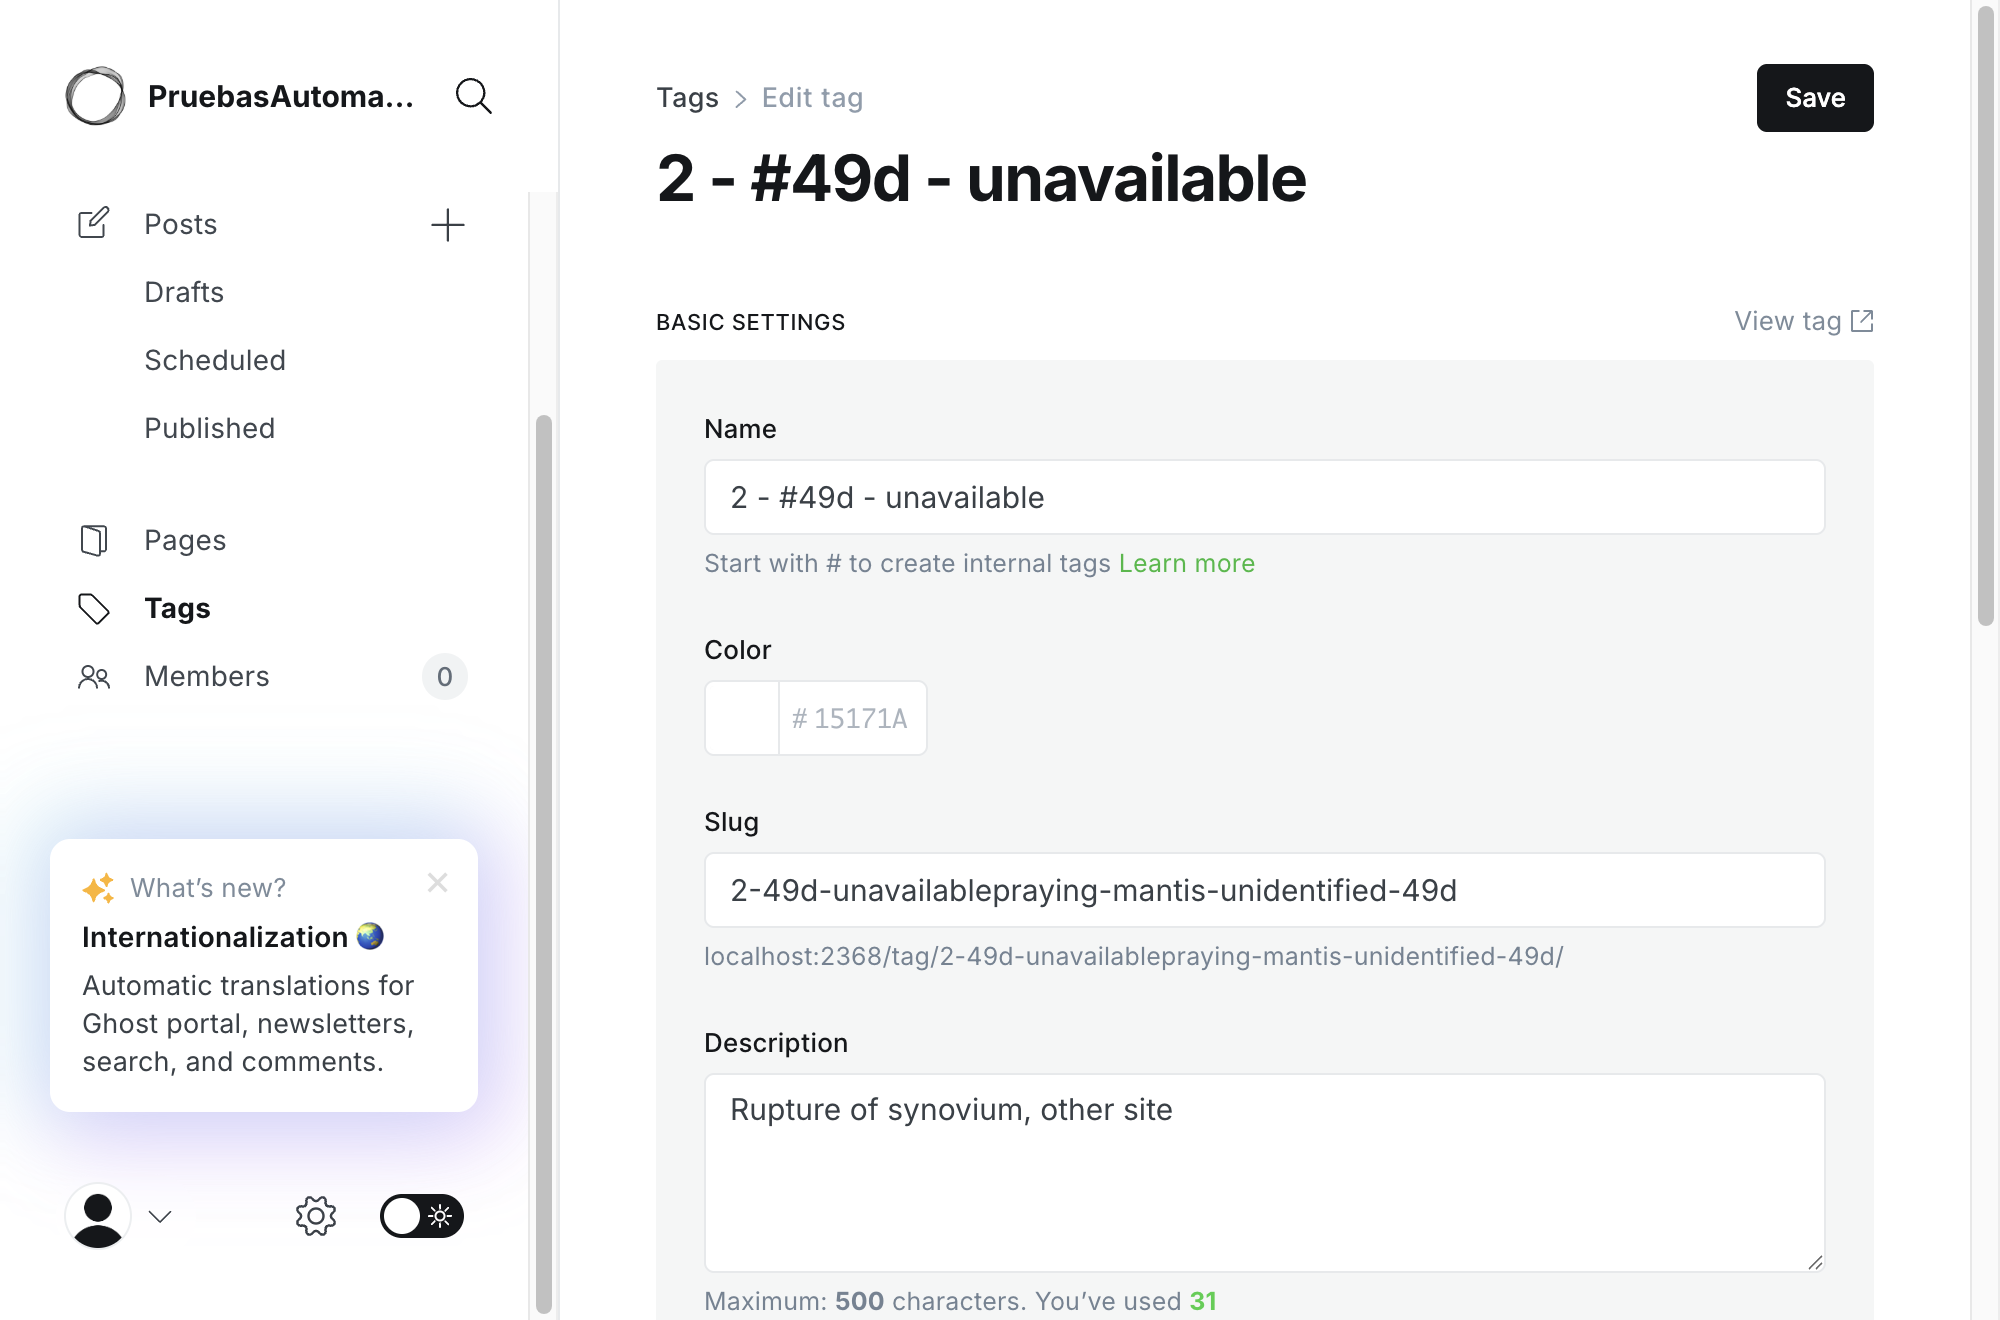 PruebasAutoma...
Posts
Drafts
Scheduled
Published
Pages
Tags
Members
0
What’s new?
Internationalization
Automatic translations for
Ghost portal, newsletters,
search, and comments.
Tags > Edit tag
Save
2 - #49d - unavailable
BASIC SETTINGS
View tag
Name
2 - #49d - unavailable
Start with # to create internal tags Learn more
Color
# 15171A
Slug
2-49d-unavailablepraying-mantis-unidentified-49d
localhost:2368/tag/2-49d-unavailablepraying-mantis-unidentified-49d/
Description
Rupture of synovium, other site
Maximum: 500 characters. You’ve used 31